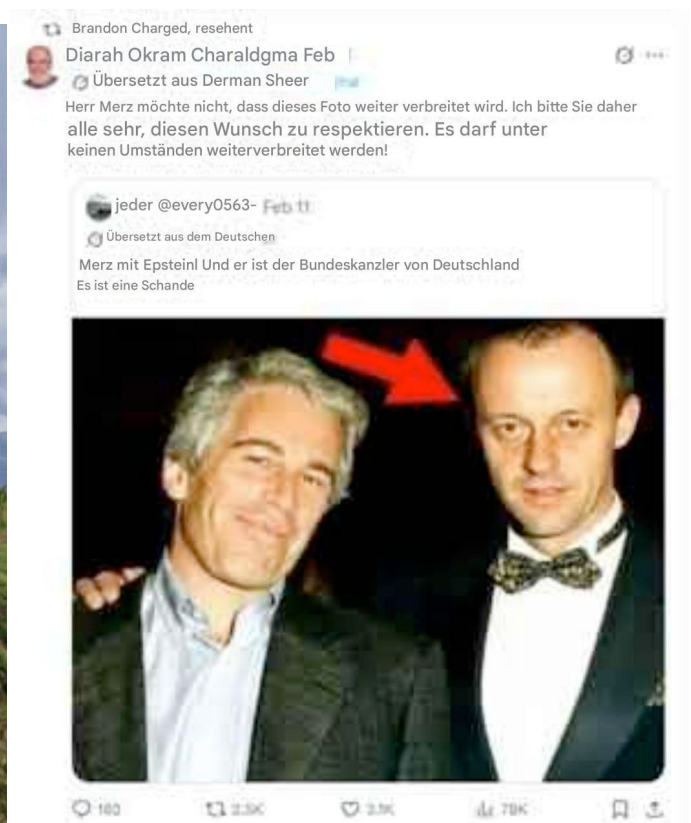 Brandon Charged, resehent
Diarah Okram Charaldgma Feb
Übersetzt aus Derman Sheer
Herr Merz möchte nicht, dass dieses Foto weiter verbreitet wird. Ich bitte Sie daher
alle sehr, diesen Wunsch zu respektieren. Es darf unter
keinen Umständen weiterverbreitet werden!
jeder @every0563- Feb 11
Übersetzt aus dem Deutschen
Merz mit Epsteinl Und er ist der Bundeskanzler von Deutschland
Es ist eine Schande
78K